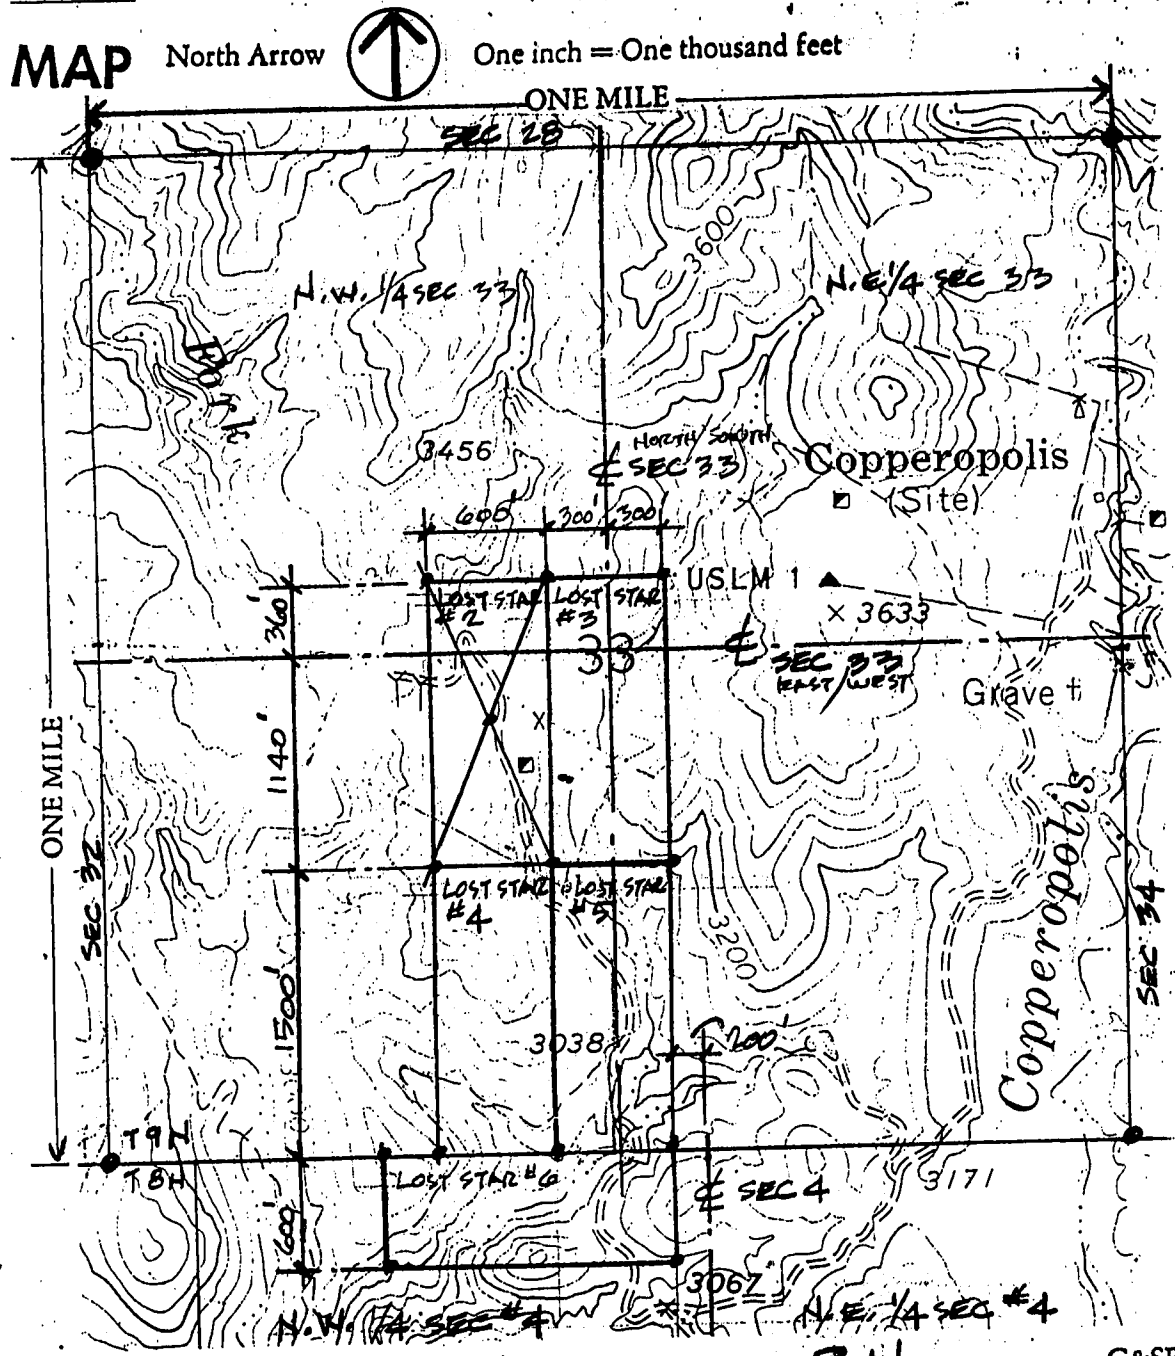 MAP North Arrow One inch = One thousand feet
ONE MILE
SEC 28
3600
N.W. 1/4 SEC 33
N.E. 1/4 SEC 33
Fork
3456
NORTH/SOUTH
℄ SEC 33
Copperopolis
(Site)
600' 300' 300'
USLM 1
360'
LOST STAR #2
LOST STAR #3
× 3633
33
℄ SEC 33
EAST/WEST
Grave †
1140'
ONE MILE
SEC 32
LOST STAR #4
LOST STAR #5
3200
Copperopolis
SEC 34
1500'
3038
200'
T9N
T8N
LOST STAR #6
℄ SEC 4
3171
600'
3067
N.W. 1/4 SEC #4
N.E. 1/4 SEC #4